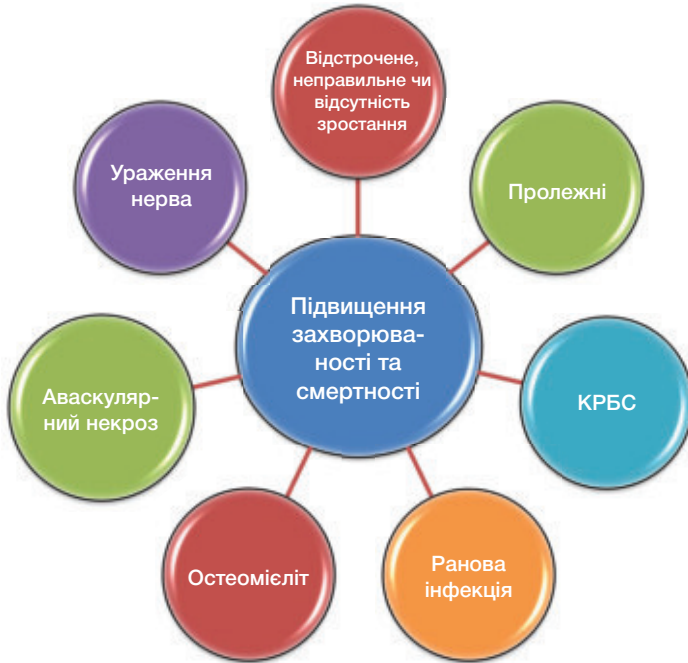 Відстрочене,
неправильне чи
відсутність
зростання
Ураження
нерва
Пролежні
Підвищення
захворюва-
ності та
смертності
Аваскуляр-
ний некроз
КРБС
Остеомієліт
Ранова
інфекція